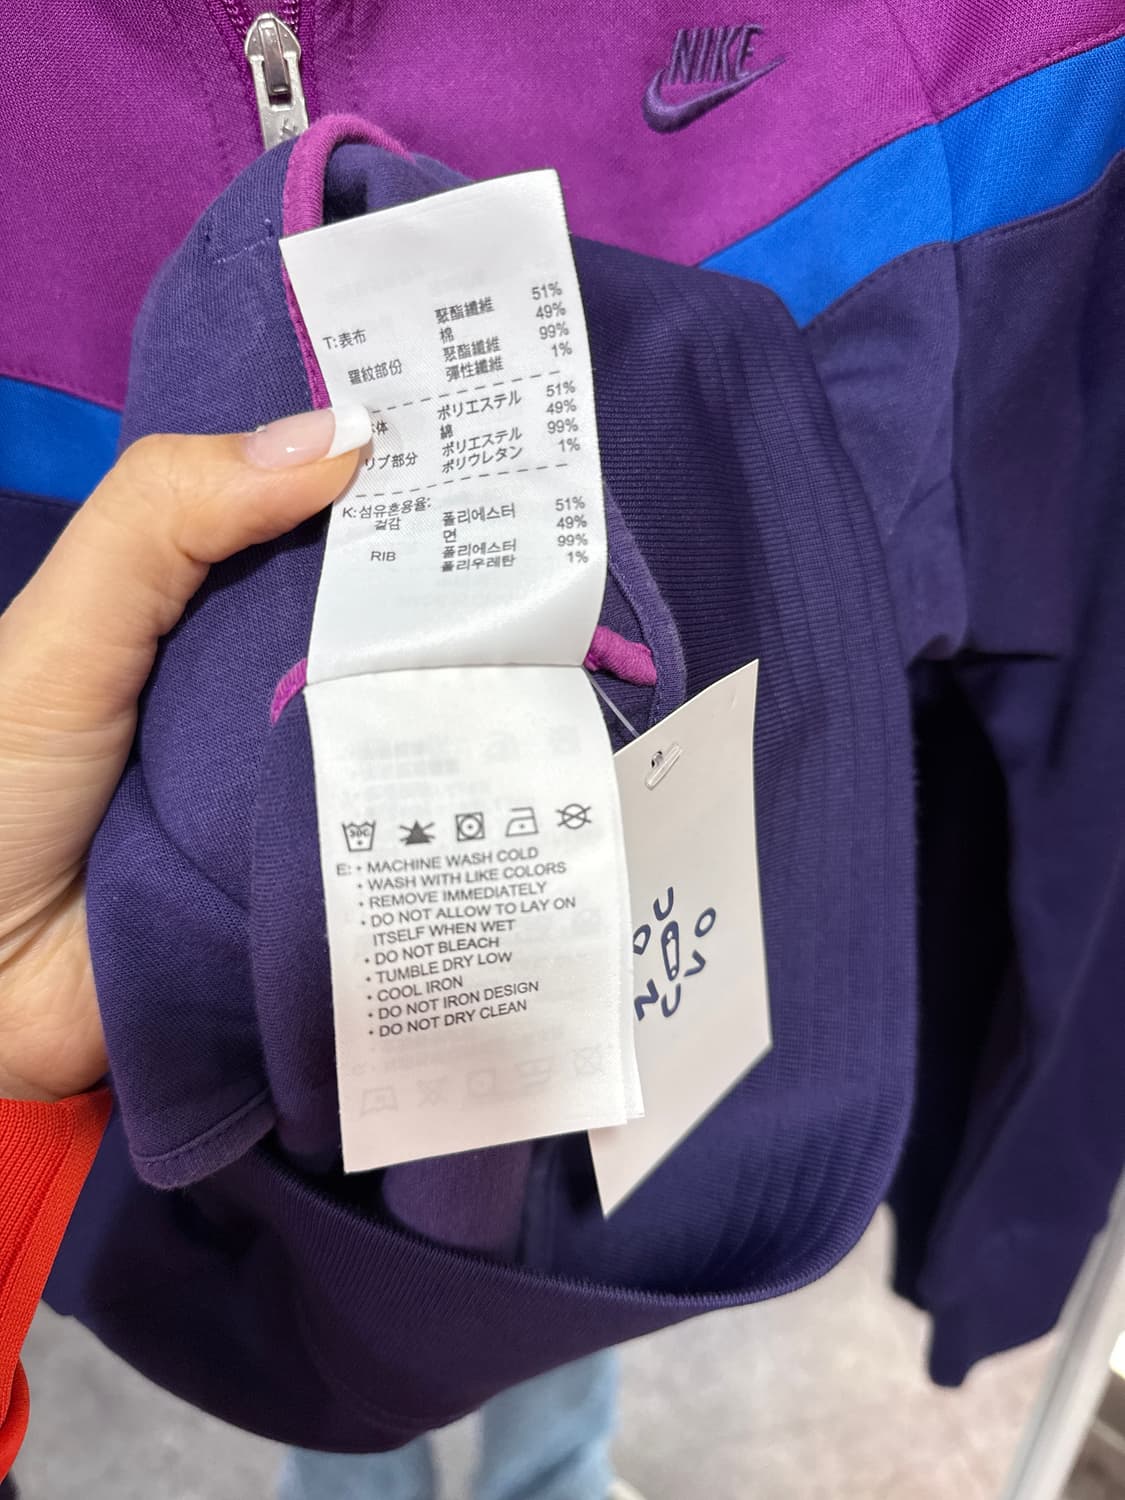 NIKE
T:表布 聚酯纖維 51%
棉 49%
羅紋部份 聚酯纖維 99%
彈性纖維 1%
体 ポリエステル 51%
綿 49%
リブ部分 ポリエステル 99%
ポリウレタン 1%
K:섬유혼용율:
겉감 폴리에스터 51%
면 49%
RIB 폴리에스터 99%
폴리우레탄 1%
30C
E: • MACHINE WASH COLD
• WASH WITH LIKE COLORS
• REMOVE IMMEDIATELY
• DO NOT ALLOW TO LAY ON
ITSELF WHEN WET
• DO NOT BLEACH
• TUMBLE DRY LOW
• COOL IRON
• DO NOT IRON DESIGN
• DO NOT DRY CLEAN